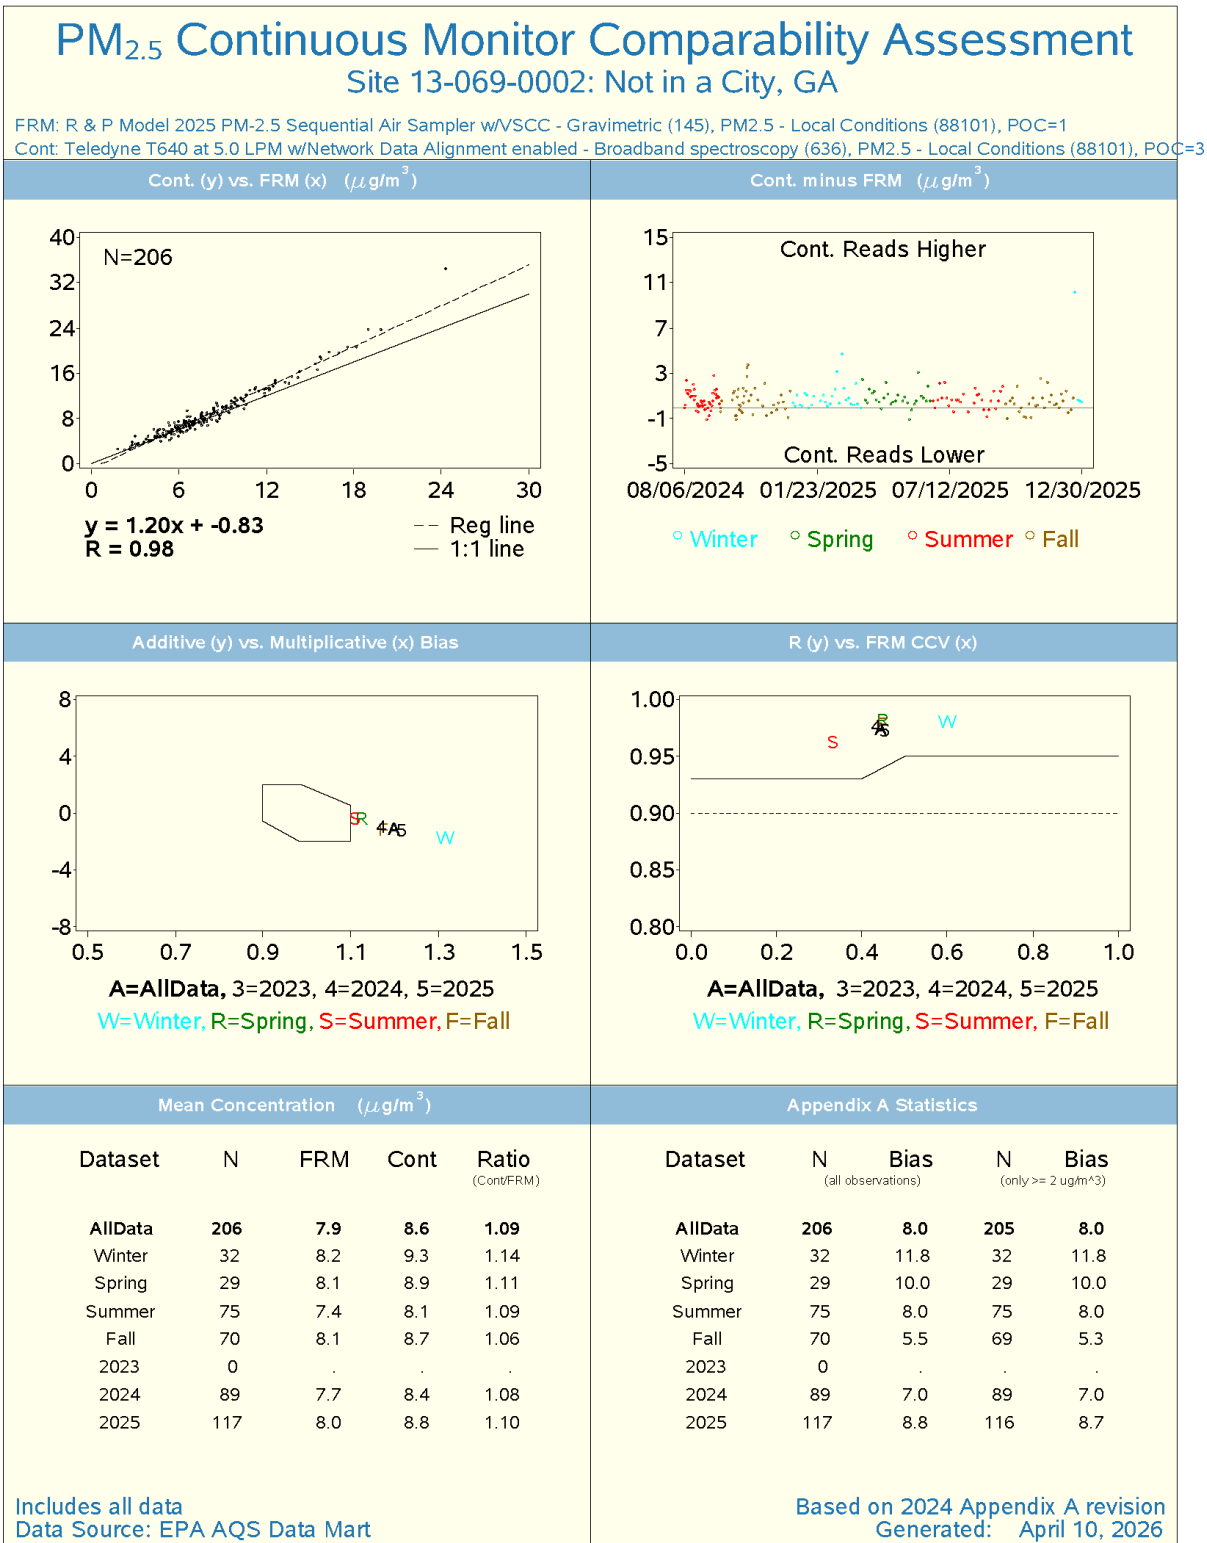 PM2.5 Continuous Monitor Comparability Assessment
Site 13-069-0002: Not in a City, GA
FRM: R & P Model 2025 PM-2.5 Sequential Air Sampler w/VSCC - Gravimetric (145), PM2.5 - Local Conditions (88101), POC=1
Cont: Teledyne T640 at 5.0 LPM w/Network Data Alignment enabled - Broadband spectroscopy (636), PM2.5 - Local Conditions (88101), POC=3
Cont. (y) vs. FRM (x) (μg/m³)
40
32
24
16
8
0
N=206
0 6 12 18 24 30
y = 1.20x + -0.83
R = 0.98
Reg line
1:1 line
Cont. minus FRM (μg/m³)
15
11
7
3
-1
-5
Cont. Reads Higher
Cont. Reads Lower
08/06/2024 01/23/2025 07/12/2025 12/30/2025
Winter Spring Summer Fall
Additive (y) vs. Multiplicative (x) Bias
8
4
0
-4
-8
S R 4 F A 5 W
0.5 0.7 0.9 1.1 1.3 1.5
A=AllData, 3=2023, 4=2024, 5=2025
W=Winter, R=Spring, S=Summer, F=Fall
R (y) vs. FRM CCV (x)
1.00
0.95
0.90
0.85
0.80
S 4 R A 5 W
0.0 0.2 0.4 0.6 0.8 1.0
A=AllData, 3=2023, 4=2024, 5=2025
W=Winter, R=Spring, S=Summer, F=Fall
Mean Concentration (μg/m³)
Dataset N FRM Cont Ratio
(Cont/FRM)
AllData 206 7.9 8.6 1.09
Winter 32 8.2 9.3 1.14
Spring 29 8.1 8.9 1.11
Summer 75 7.4 8.1 1.09
Fall 70 8.1 8.7 1.06
2023 0 . . .
2024 89 7.7 8.4 1.08
2025 117 8.0 8.8 1.10
Appendix A Statistics
Dataset N Bias N Bias
(all observations) (only >= 2 ug/m^3)
AllData 206 8.0 205 8.0
Winter 32 11.8 32 11.8
Spring 29 10.0 29 10.0
Summer 75 8.0 75 8.0
Fall 70 5.5 69 5.3
2023 0 . . .
2024 89 7.0 89 7.0
2025 117 8.8 116 8.7
Includes all data
Data Source: EPA AQS Data Mart
Based on 2024 Appendix A revision
Generated: April 10, 2026